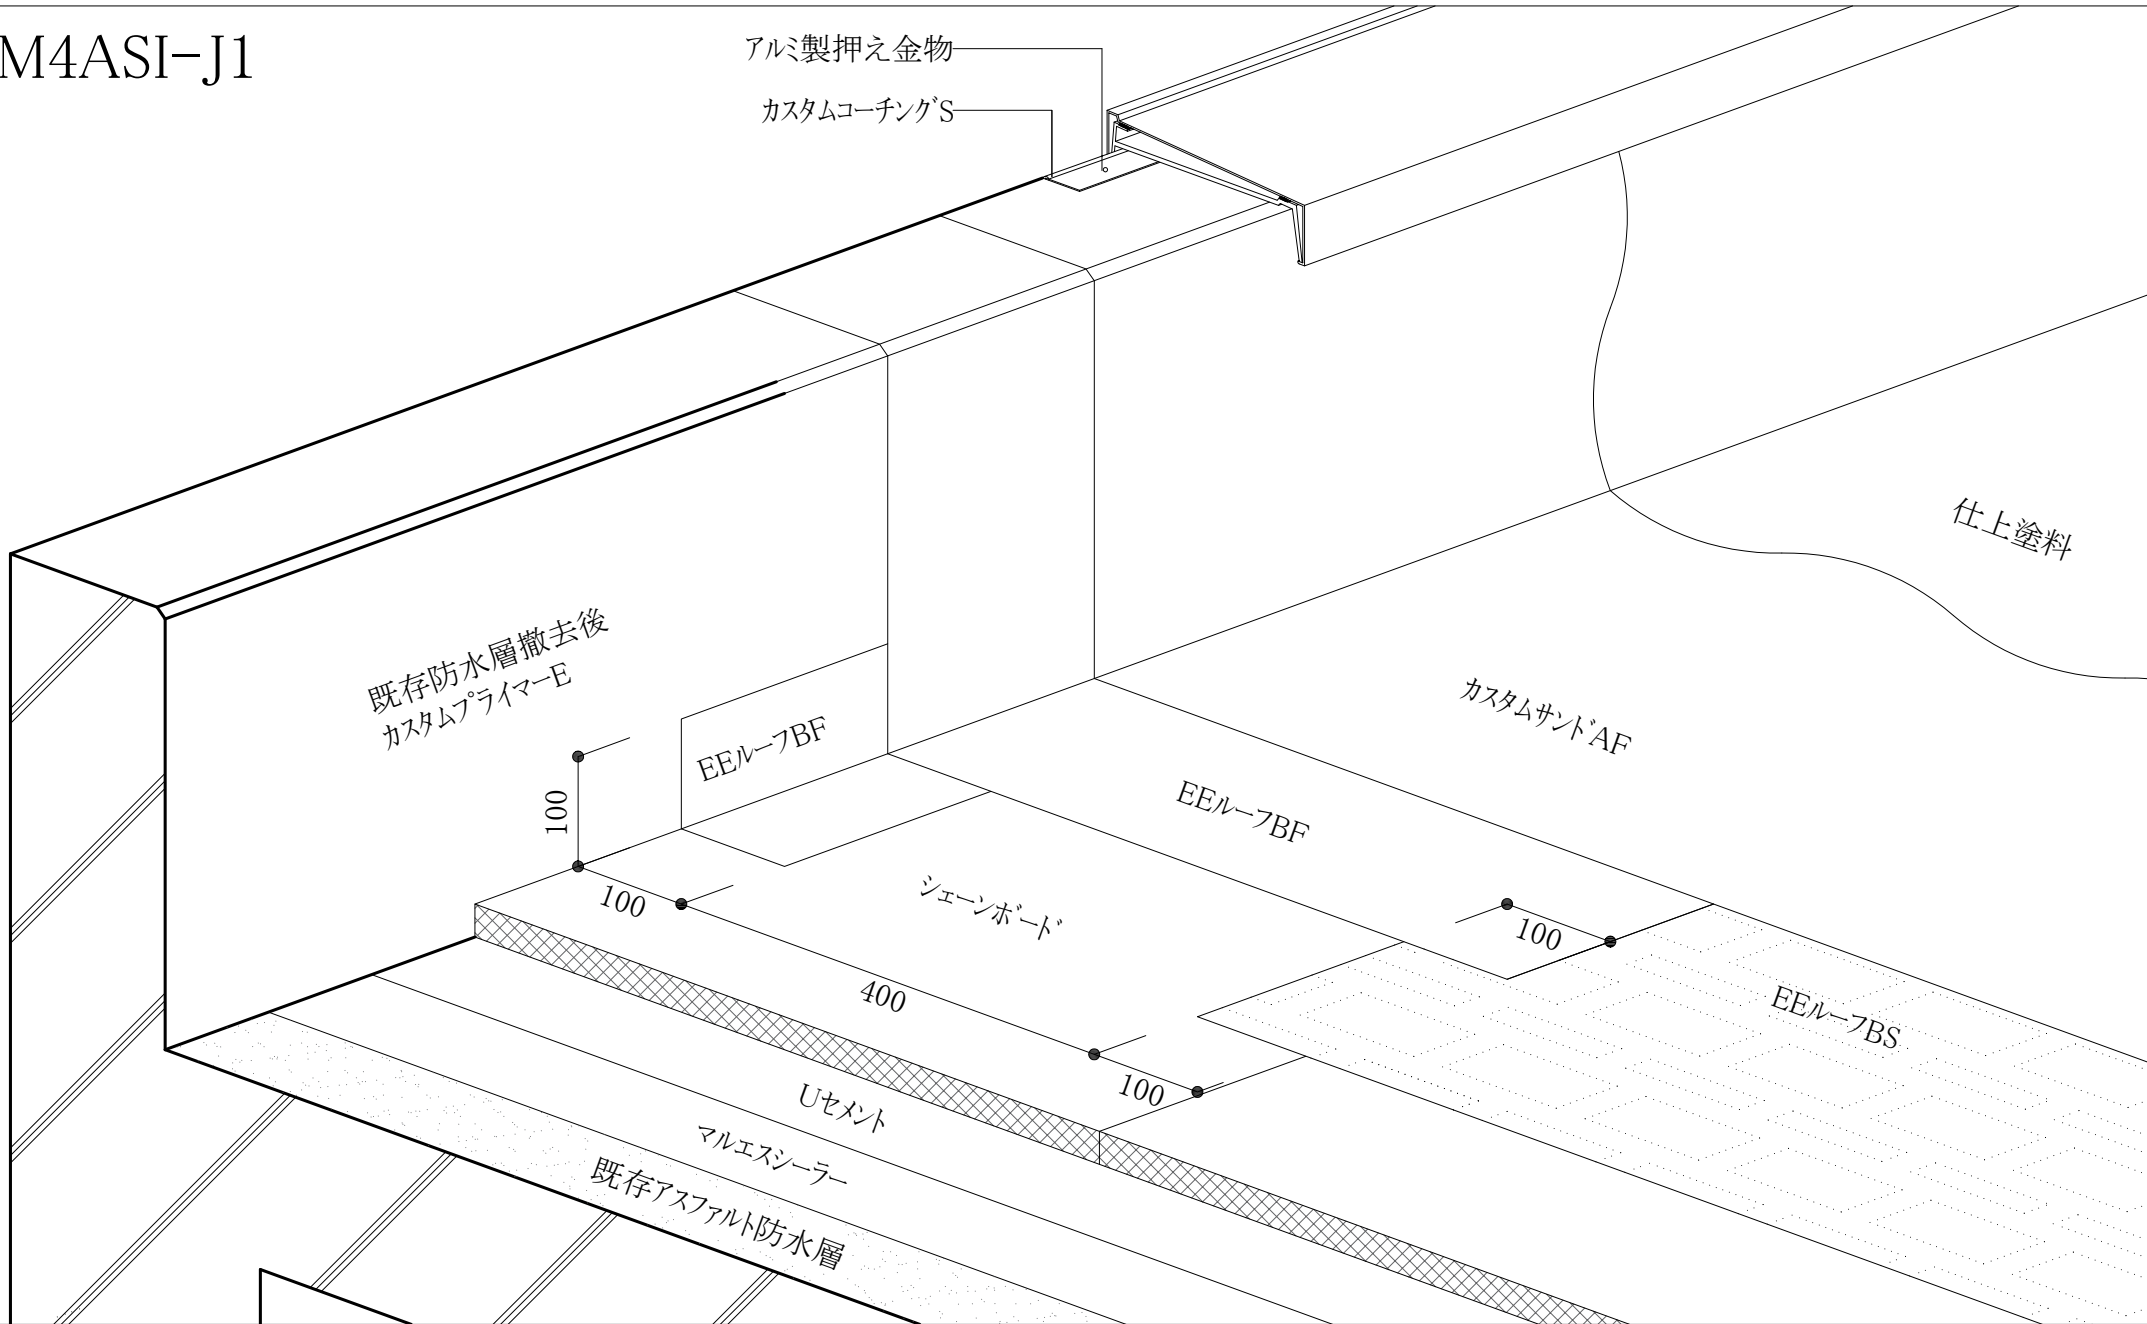 M4ASI-J1
アルミ製押え金物
カスタムコーチングS
仕上塗料
既存防水層撤去後
カスタムプライマーE
EEルーフBF
カスタムサンドAF
100
EEルーフBF
100
シェーンボード
100
400
EEルーフBS
100
Uセメント
マルエスシーラー
既存アスファルト防水層